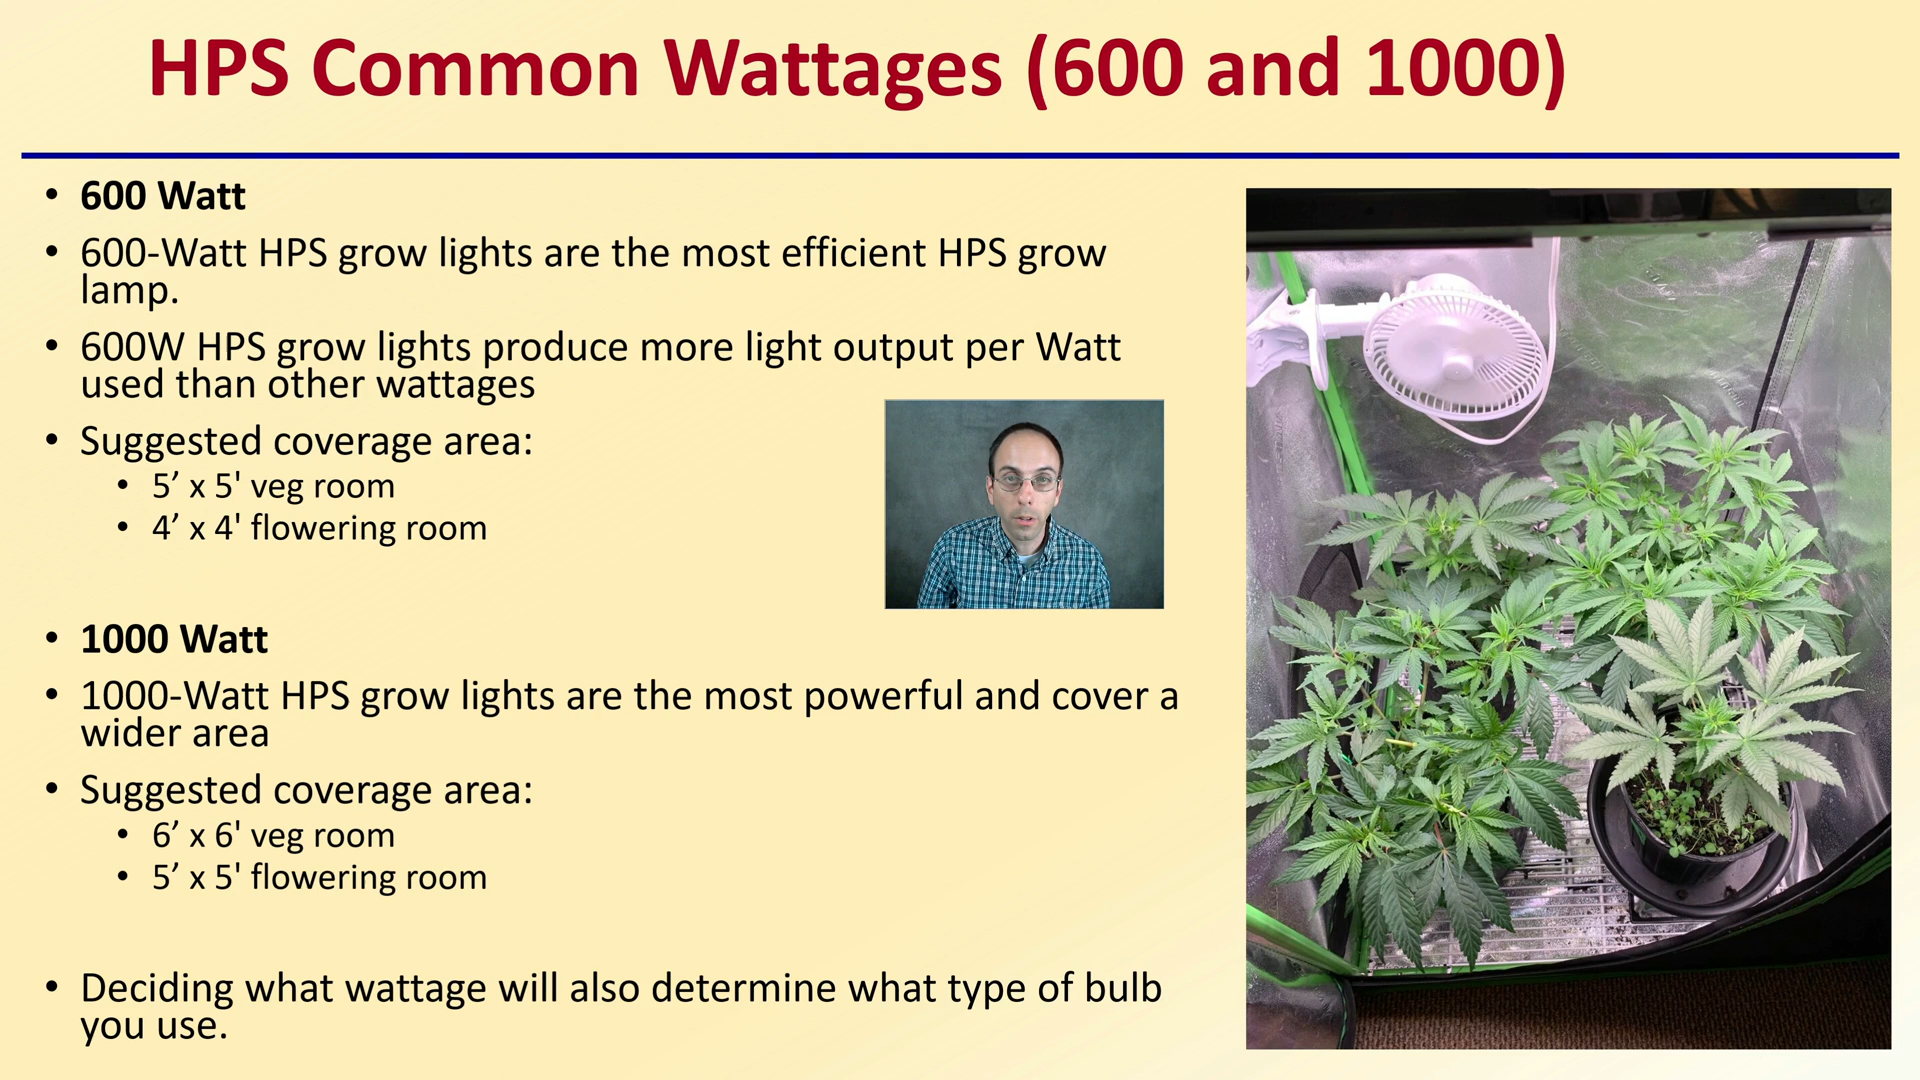 HPS Common Wattages (600 and 1000)
• 600 Watt
• 600-Watt HPS grow lights are the most efficient HPS grow
lamp.
• 600W HPS grow lights produce more light output per Watt
used than other wattages
• Suggested coverage area:
• 5’ x 5' veg room
• 4’ x 4' flowering room
• 1000 Watt
• 1000-Watt HPS grow lights are the most powerful and cover a
wider area
• Suggested coverage area:
• 6’ x 6' veg room
• 5’ x 5' flowering room
• Deciding what wattage will also determine what type of bulb
you use.